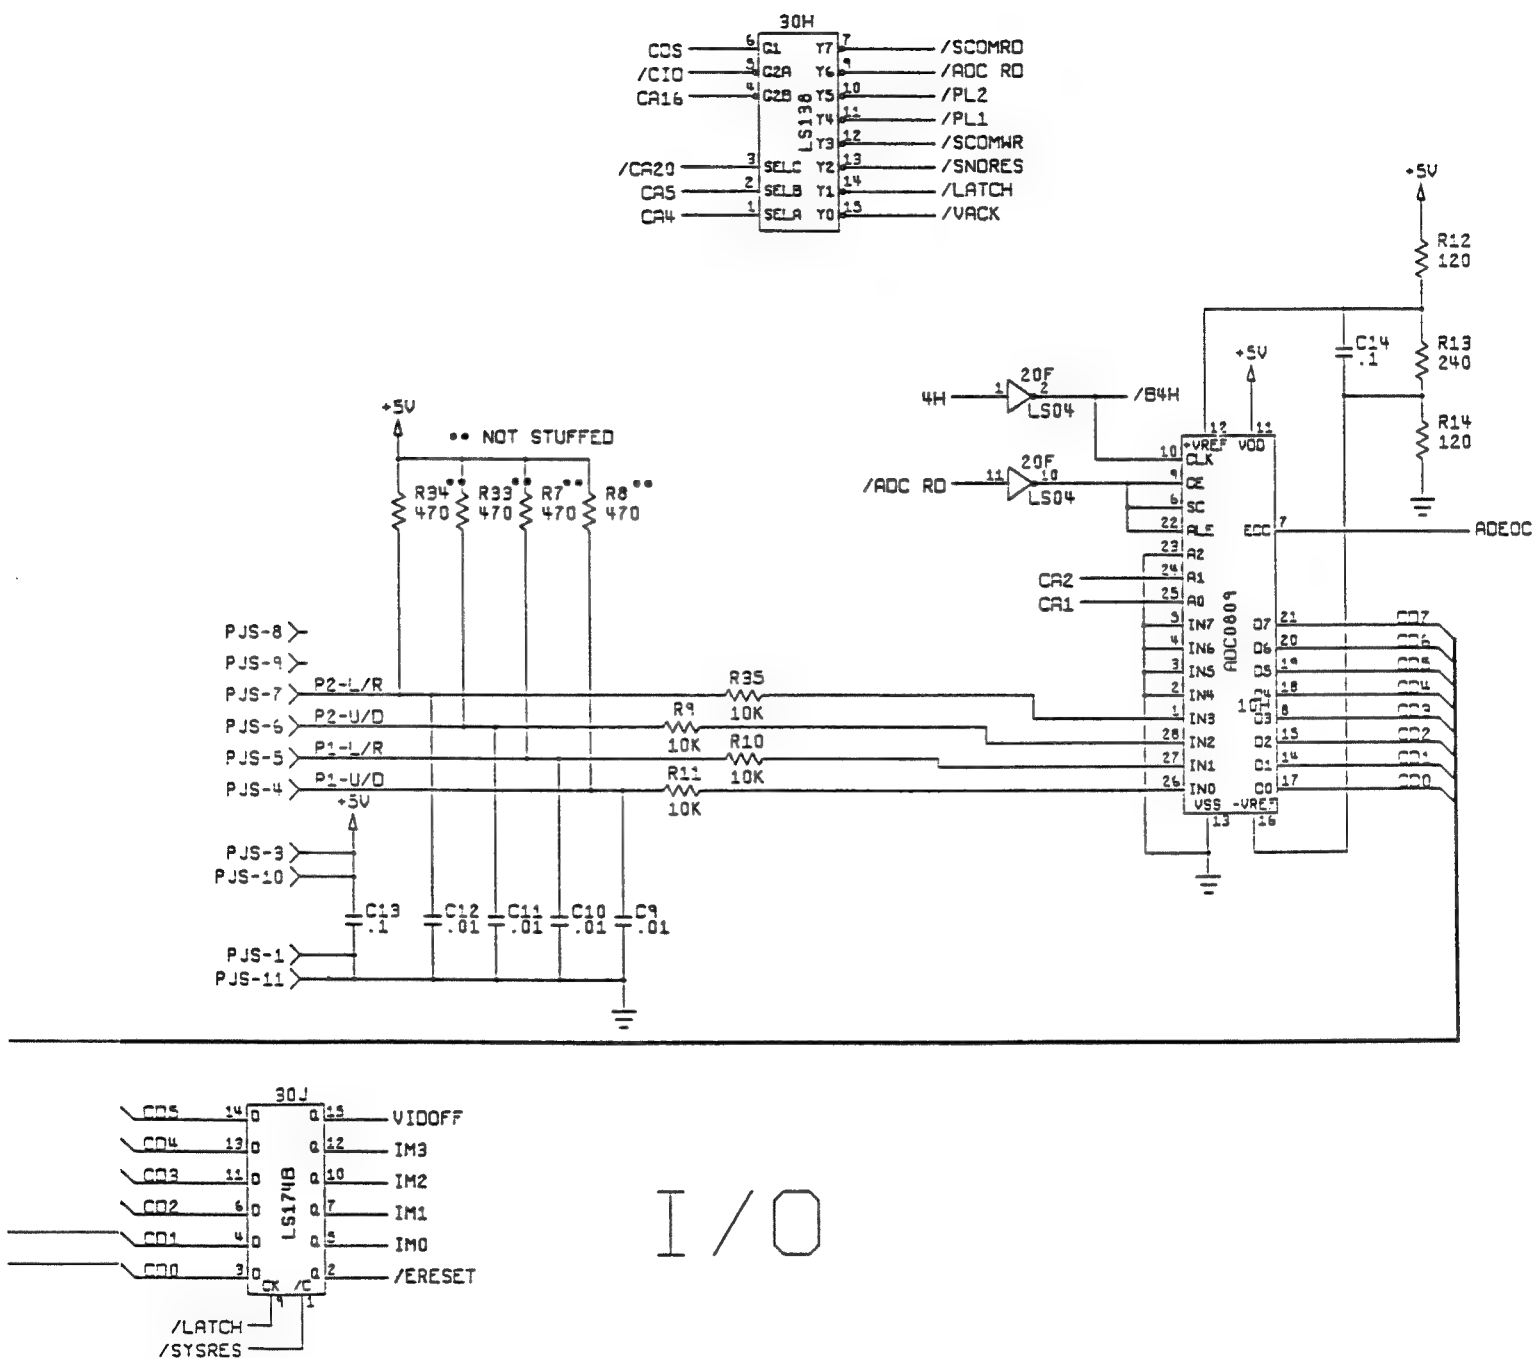 30H
CDS 6 G1 Y7 7 /SCOMRD
/CIO 5 G2A Y6 9 /ADC RD
CA16 4 G2B Y5 10 /PL2
Y4 11 /PL1
LS138
Y3 12 /SCOMWR
/CA20 3 SELC Y2 13 /SNDRES
CA5 2 SELB Y1 14 /LATCH
CA4 1 SELA Y0 15 /VACK
+5V
R12
120
C14
.1
R13
240
R14
120
+5V
4H 1 20F 2 /B4H
LS04
/ADC RD 11 20F 10
LS04
12 11
+VREF VDD
10 CLK
9 OE
6 SC
22 ALE EOC 7 ADEOC
23 A2
CA2 24 A1
CA1 25 A0
ADC0809
10H
5 IN7 D7 21 CD7
4 IN6 D6 20 CD6
3 IN5 D5 19 CD5
2 IN4 D4 18 CD4
1 IN3 D3 8 CD3
28 IN2 D2 15 CD2
27 IN1 D1 14 CD1
26 IN0 D0 17 CD0
VSS -VREF
13 16
+5V
** NOT STUFFED
R34 ** R33 ** R7 ** R8 **
470 470 470 470
PJS-8
PJS-9
PJS-7 P2-L/R R35
10K
PJS-6 P2-U/D R9
10K
PJS-5 P1-L/R R10
10K
PJS-4 P1-U/D R11
10K
+5V
PJS-3
PJS-10
C13 C12 C11 C10 C9
.1 .01 .01 .01 .01
PJS-1
PJS-11
30J
CD5 14 D Q 15 VIDOFF
CD4 13 D Q 12 IM3
CD3 11 D Q 10 IM2
LS174B
CD2 6 D Q 7 IM1
CD1 4 D Q 5 IM0
CD0 3 D Q 2 /ERESET
CK /C
9 1
/LATCH
/SYSRES
I/O